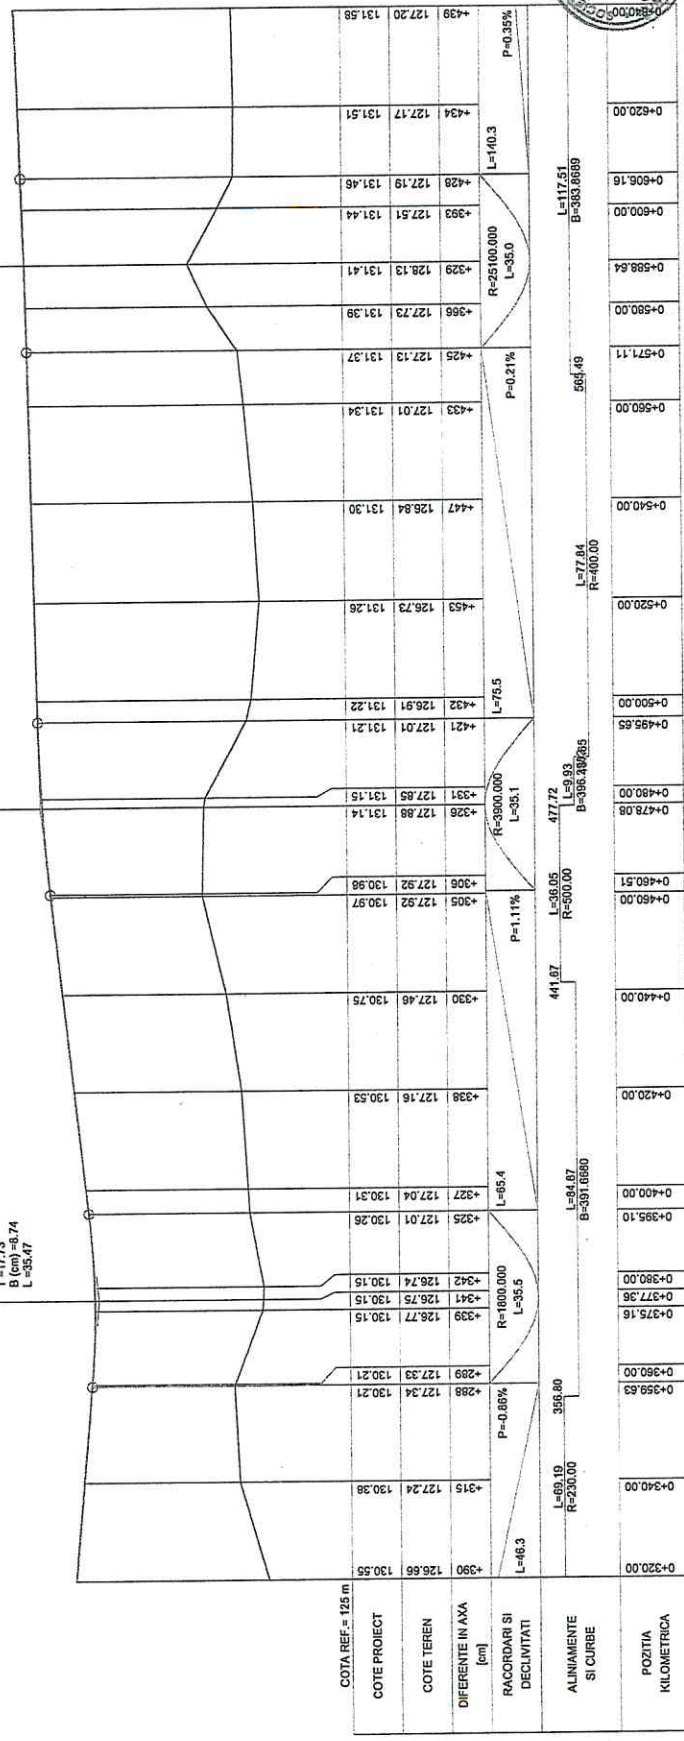 T =17.73
B (cm) =8.74
L =35.47
COTA REF.= 125 m
COTE PROIECT
130.55
130.38
130.21
130.21
130.15
130.15
130.15
130.26
130.31
130.53
130.75
130.97
130.98
131.14
131.15
131.21
131.22
131.26
131.30
131.34
131.37
131.39
131.41
131.44
131.46
131.51
131.58
COTE TEREN
126.66
127.24
127.34
127.33
126.77
126.75
126.74
127.01
127.04
127.16
127.46
127.92
127.92
127.88
127.85
127.01
126.91
126.73
126.84
127.01
127.13
127.73
128.13
127.51
127.19
127.17
127.20
DIFERENTE IN AXA
[cm]
+390
+315
+288
+289
+339
+341
+342
+325
+327
+338
+330
+305
+306
+326
+331
+421
+432
+453
+447
+433
+425
+366
+329
+393
+428
+434
+439
RACORDARI SI
DECLIVITATI
L=46.3
P=-0.86%
R=1800.000
L=35.5
L=65.4
P=1.11%
R=3900.000
L=35.1
L=75.5
P=0.21%
R=25100.000
L=35.0
L=140.3
P=0.35%
ALINIAMENTE
SI CURBE
L=69.19
R=230.00
356.80
L=84.87
B=391.6680
441.67
L=36.05
R=500.00
477.72
L=9.93
L=77.84
R=400.00
565.49
L=117.51
B=383.8689
POZITIA
KILOMETRICA
0+320.00
0+340.00
0+359.63
0+360.00
0+375.16
0+377.36
0+380.00
0+395.10
0+400.00
0+420.00
0+440.00
0+460.00
0+460.51
0+478.08
0+480.00
0+495.65
0+500.00
0+520.00
0+540.00
0+560.00
0+571.11
0+580.00
0+588.64
0+600.00
0+606.16
0+620.00
0+640.00